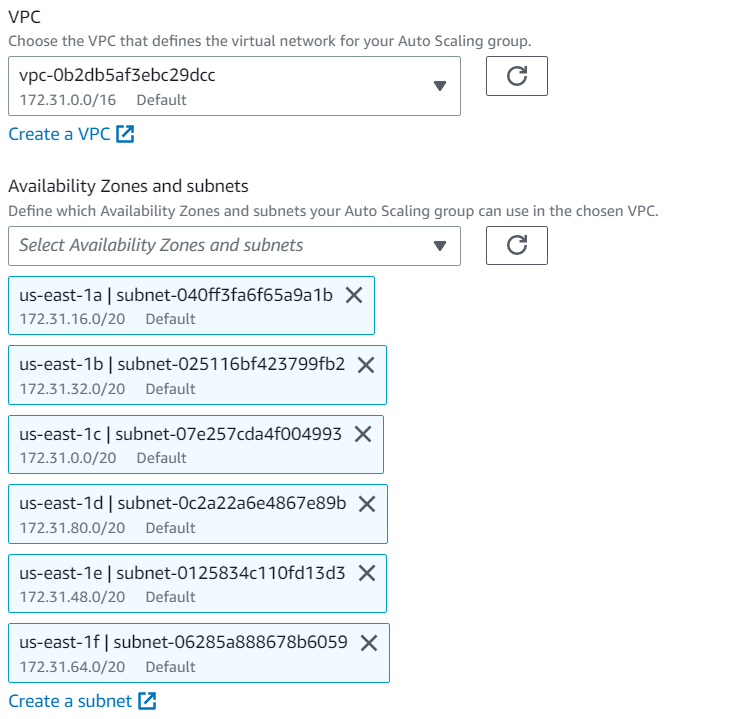 VPC
Choose the VPC that defines the virtual network for your Auto Scaling group.
vpc-0b2db5af3ebc29dcc
172.31.0.0/16 Default
Create a VPC
Availability Zones and subnets
Define which Availability Zones and subnets your Auto Scaling group can use in the chosen VPC.
Select Availability Zones and subnets
us-east-1a | subnet-040ff3fa6f65a9a1b
172.31.16.0/20 Default
us-east-1b | subnet-025116bf423799fb2
172.31.32.0/20 Default
us-east-1c | subnet-07e257cda4f004993
172.31.0.0/20 Default
us-east-1d | subnet-0c2a22a6e4867e89b
172.31.80.0/20 Default
us-east-1e | subnet-0125834c110fd13d3
172.31.48.0/20 Default
us-east-1f | subnet-06285a888678b6059
172.31.64.0/20 Default
Create a subnet